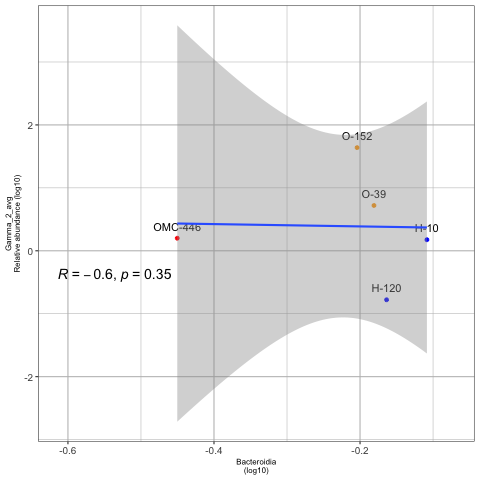 O-152
O-39
OMC-446
H-10
R = −0.6, p = 0.35
H-120
2
0
-2
-0.6
-0.4
-0.2
Gamma_2_avg
Relative abundance (log10)
Bacteroidia
(log10)